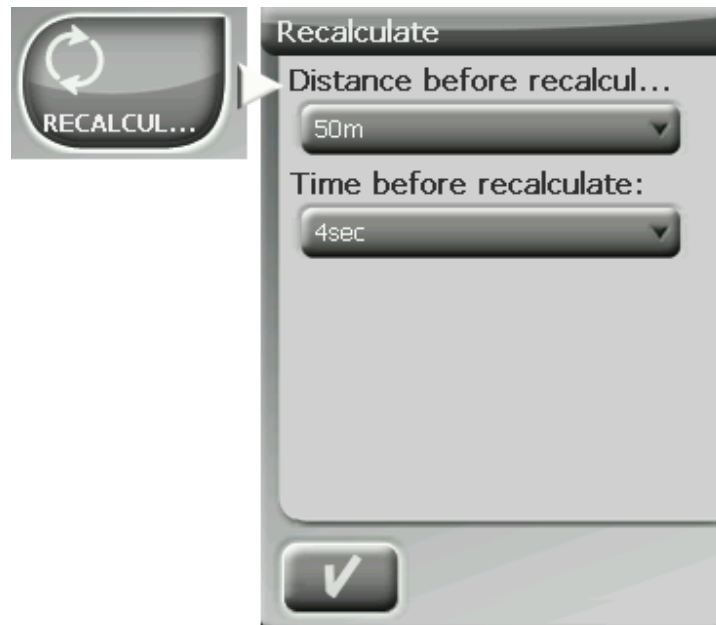 RECALCUL...
Recalculate
Distance before recalcul...
50m
Time before recalculate:
4sec